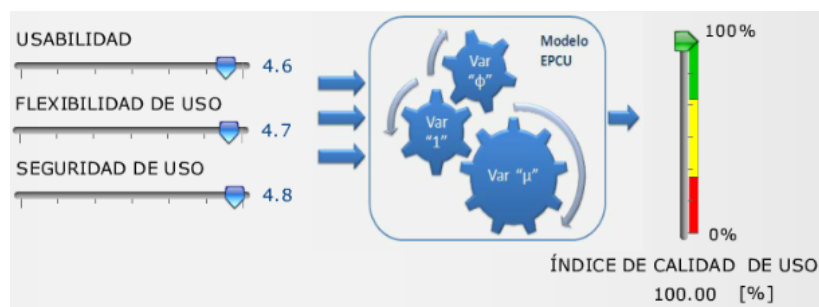 USABILIDAD
4.6
FLEXIBILIDAD DE USO
4.7
SEGURIDAD DE USO
4.8
Modelo
EPCU
Var
"ф"
Var
"1"
Var "µ"
100%
0%
ÍNDICE DE CALIDAD DE USO
100.00 [%]